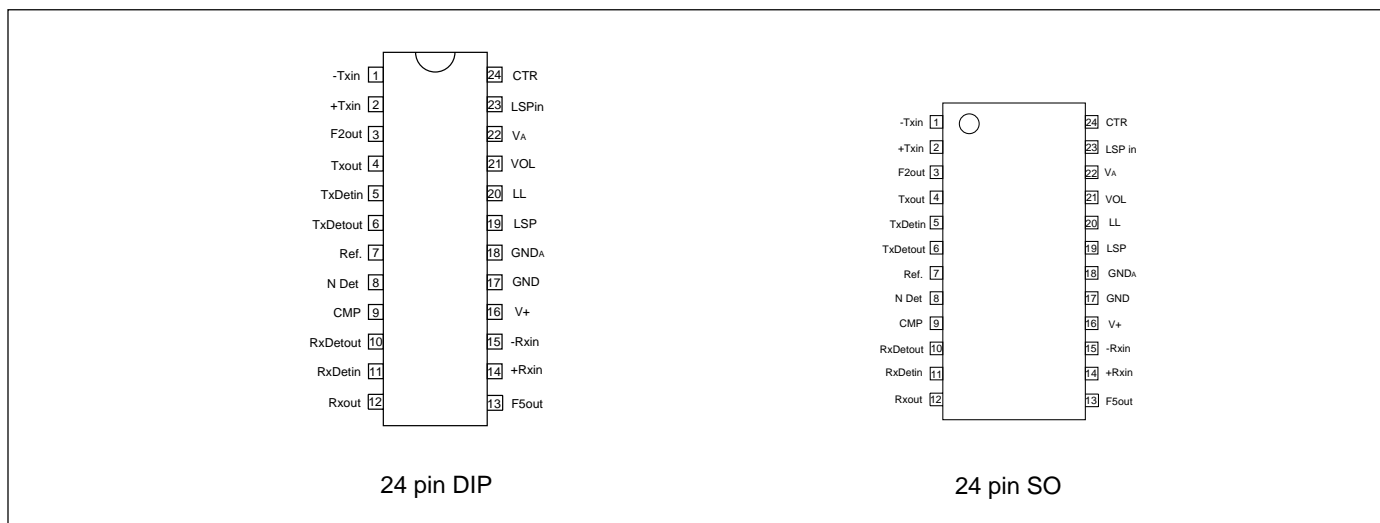 -Txin 1 24 CTR
+Txin 2 23 LSPin
F2out 3 22 VA
Txout 4 21 VOL
TxDetin 5 20 LL
TxDetout 6 19 LSP
Ref. 7 18 GNDA
N Det 8 17 GND
CMP 9 16 V+
RxDetout 10 15 -Rxin
RxDetin 11 14 +Rxin
Rxout 12 13 F5out
24 pin DIP
-Txin 1 24 CTR
+Txin 2 23 LSP in
F2out 3 22 VA
Txout 4 21 VOL
TxDetin 5 20 LL
TxDetout 6 19 LSP
Ref. 7 18 GNDA
N Det 8 17 GND
CMP 9 16 V+
RxDetout 10 15 -Rxin
RxDetin 11 14 +Rxin
Rxout 12 13 F5out
24 pin SO